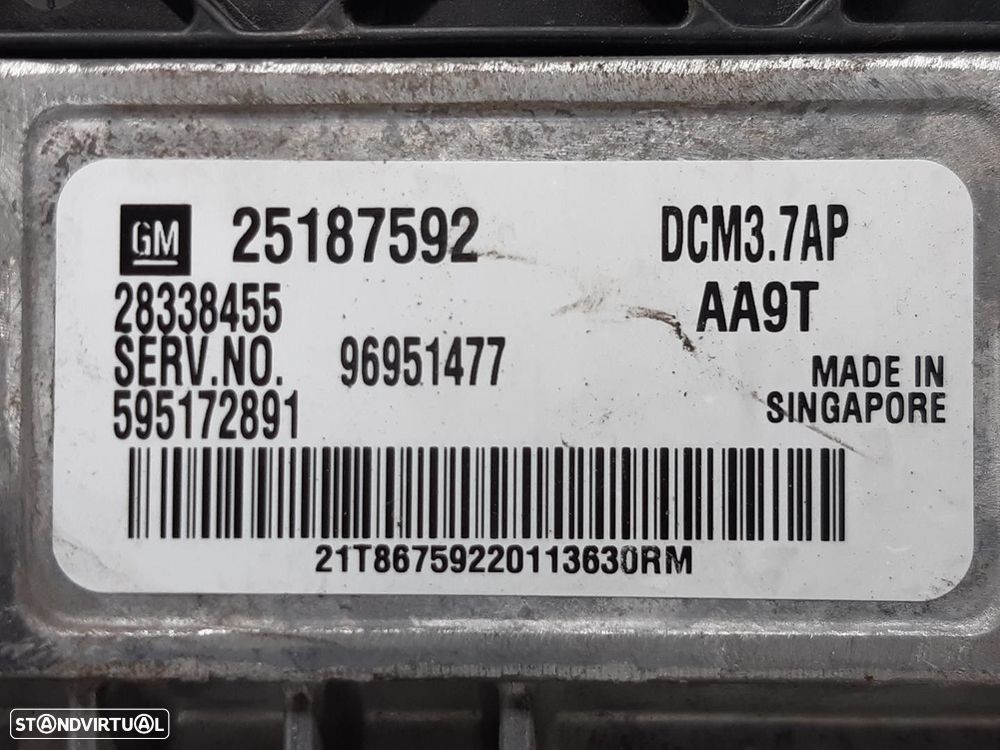 GM 25187592 DCM3.7AP
28338455 AA9T
SERV.NO. 96951477 MADE IN
595172891 SINGAPORE
21T86759220113630RM
STANDVIRTUAL